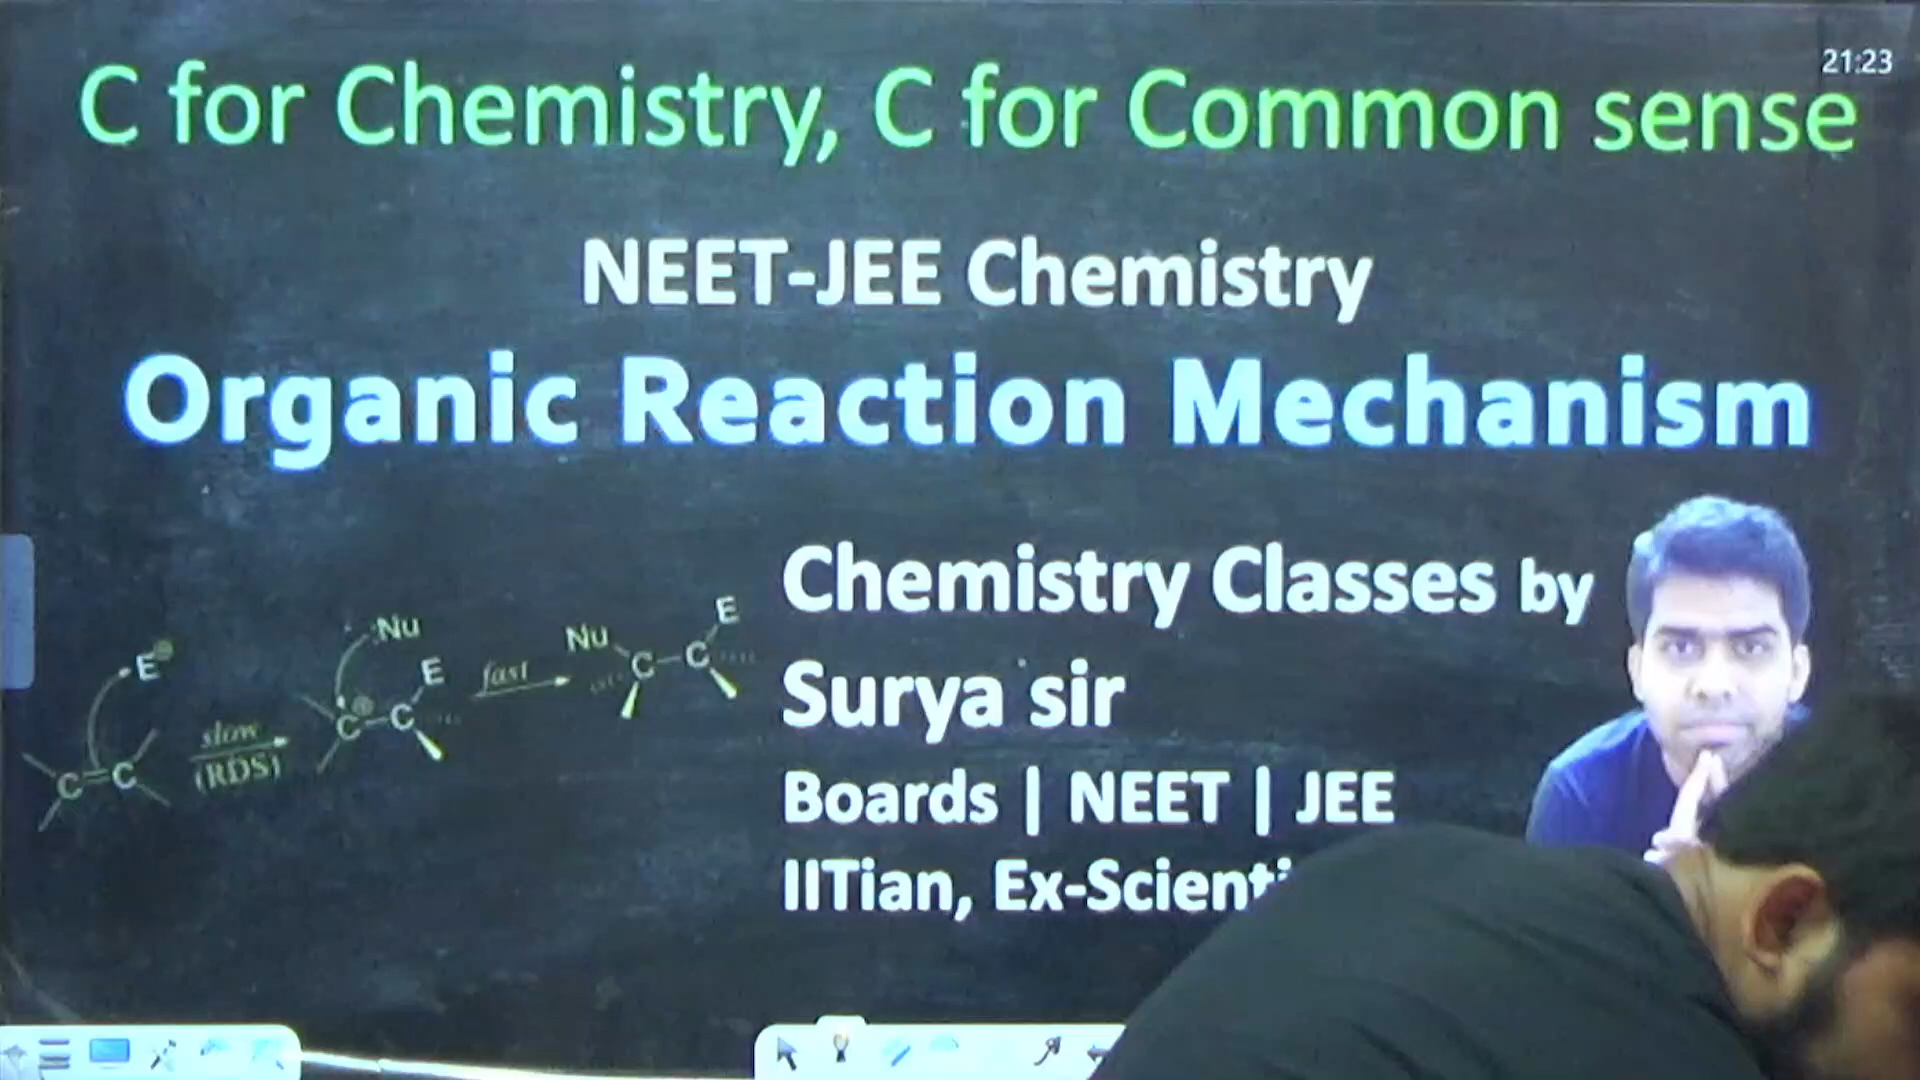 21:23
C for Chemistry, C for Common sense
NEET-JEE Chemistry
Organic Reaction Mechanism
Chemistry Classes by
Surya sir
Boards | NEET | JEE
IITian, Ex-Scienti
E⊕
C=C
slow
(RDS)
:Nu
E
C⊕–C
fast
Nu
E
C–C